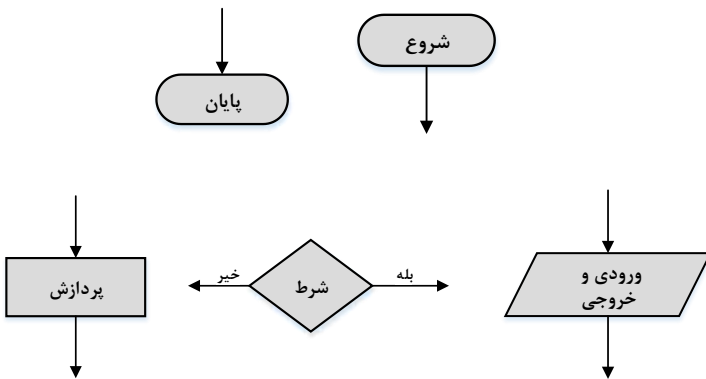 شروع
پایان
ورودی و
خروجی
بله
شرط
خیر
پردازش